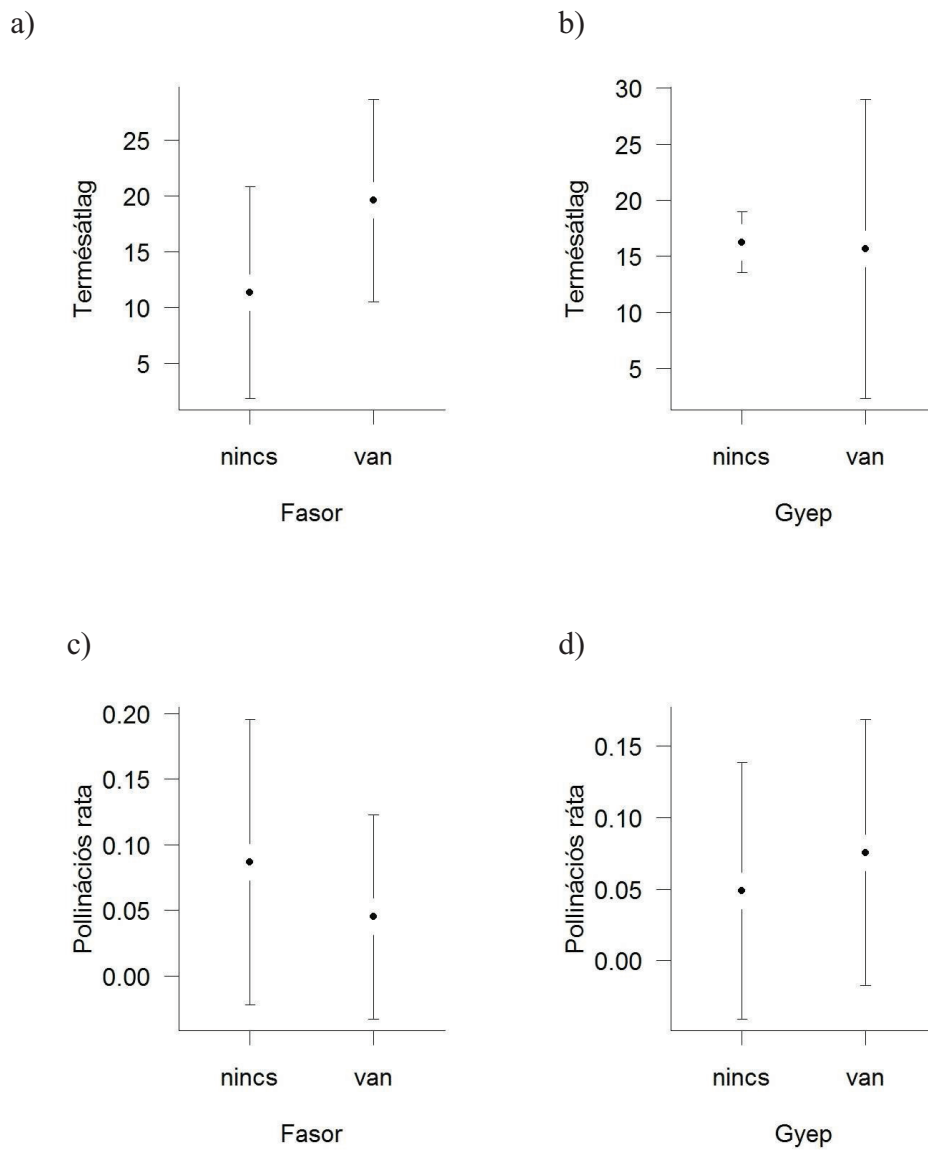 a)
25
20
15
10
5
Termésátlag
nincs van
Fasor
b)
30
25
20
15
10
5
Termésátlag
nincs van
Gyep
c)
0.20
0.15
0.10
0.05
0.00
Pollinációs rata
nincs van
Fasor
d)
0.15
0.10
0.05
0.00
Pollinációs ráta
nincs van
Gyep